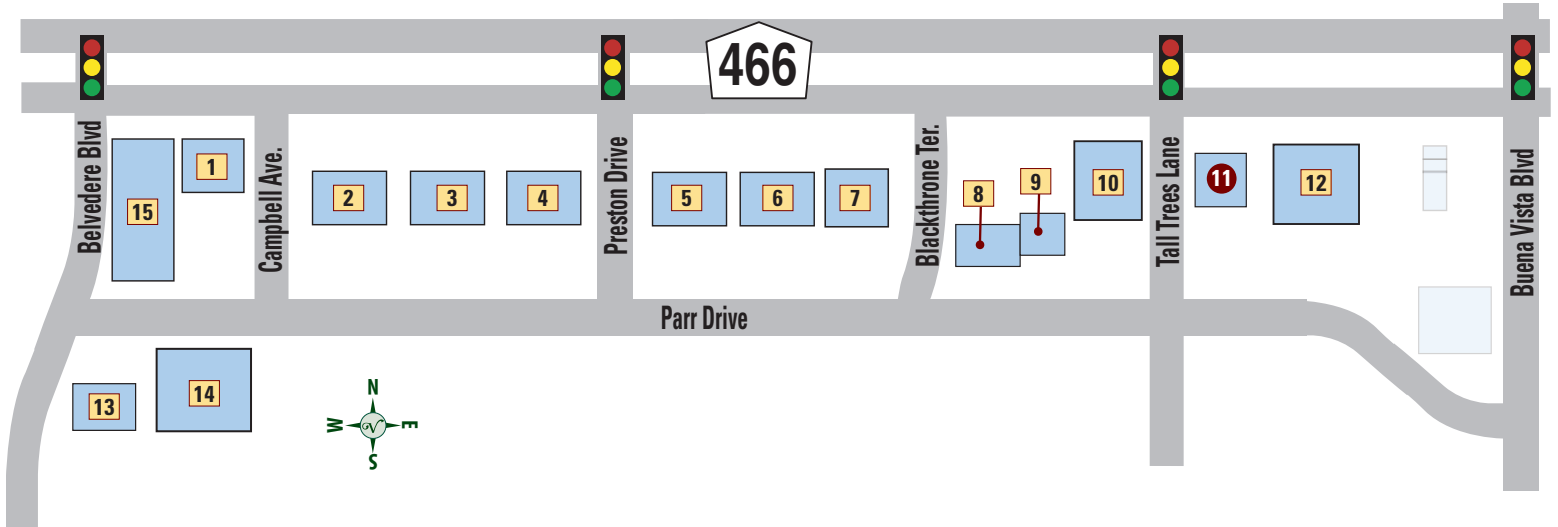 466
Belvedere Blvd
Campbell Ave.
Preston Drive
Blackthrone Ter.
Tall Trees Lane
Buena Vista Blvd
1
2
3
4
5
6
7
8
9
10
11
12
15
Parr Drive
13
14
N
W
E
S